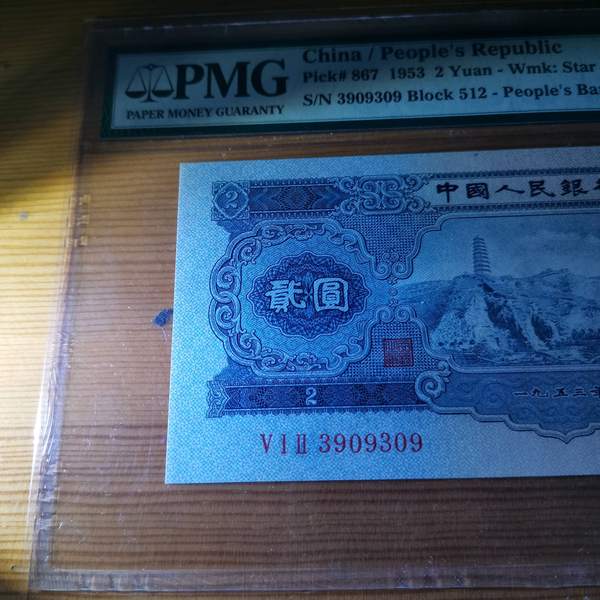 PMG
PAPER MONEY GUARANTY
China / People's Republic
Pick# 867 1953 2 Yuan - Wmk: Star
S/N 3909309 Block 512 - People's Ba
2
中國人民銀
貳圓
一九五三年
2
V I II 3909309